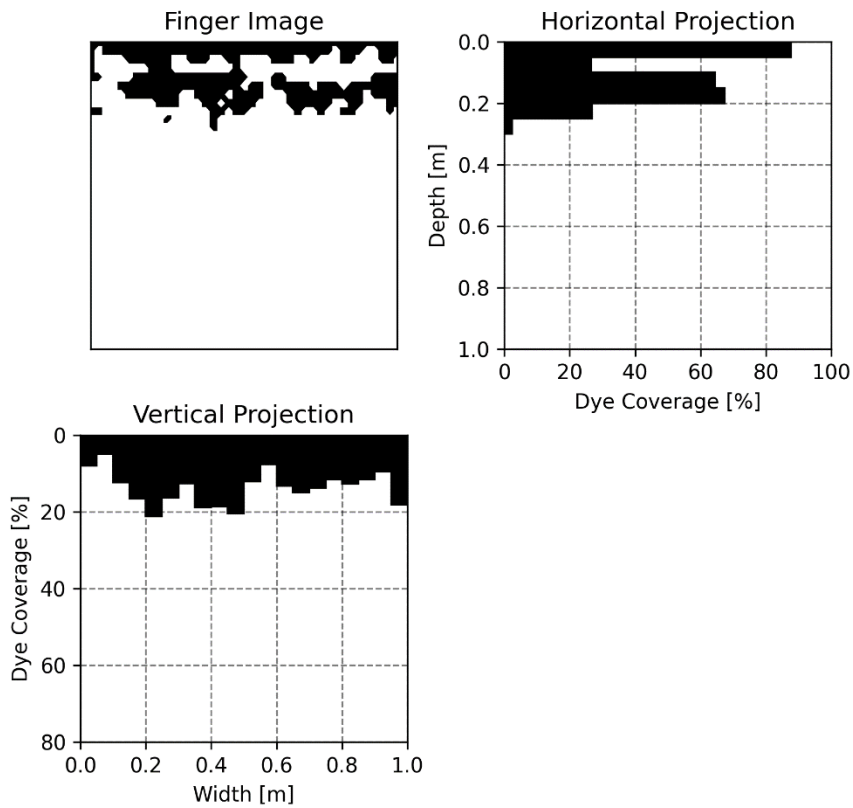 Finger Image
Horizontal Projection
0.0
0.2
0.4
0.6
0.8
1.0
Depth [m]
0 20 40 60 80 100
Dye Coverage [%]
Vertical Projection
0
20
40
60
80
Dye Coverage [%]
0.0 0.2 0.4 0.6 0.8 1.0
Width [m]